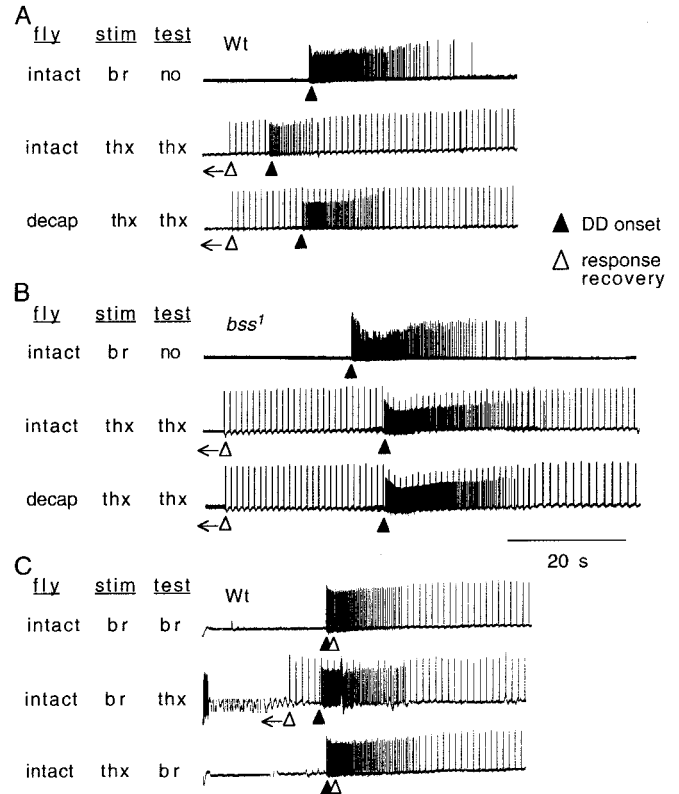 A
fly stim test Wt
intact br no
intact thx thx
decap thx thx
DD onset
response
recovery
B
fly stim test bss1
intact br no
intact thx thx
decap thx thx
20 s
C
fly stim test Wt
intact br br
intact br thx
intact thx br